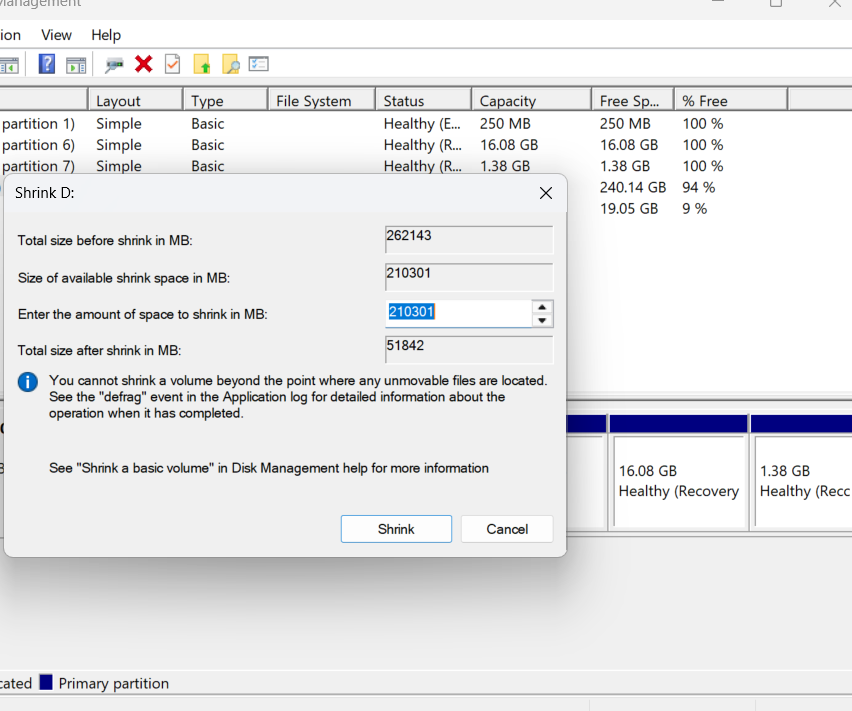 Management
ion View Help
Layout Type File System Status Capacity Free Sp... % Free
partition 1) Simple Basic Healthy (E... 250 MB 250 MB 100 %
partition 6) Simple Basic Healthy (R... 16.08 GB 16.08 GB 100 %
partition 7) Simple Basic Healthy (R... 1.38 GB 1.38 GB 100 %
240.14 GB 94 %
19.05 GB 9 %
Shrink D:
Total size before shrink in MB: 262143
Size of available shrink space in MB: 210301
Enter the amount of space to shrink in MB: 210301
Total size after shrink in MB: 51842
You cannot shrink a volume beyond the point where any unmovable files are located.
See the "defrag" event in the Application log for detailed information about the
operation when it has completed.
See "Shrink a basic volume" in Disk Management help for more information
Shrink Cancel
16.08 GB
Healthy (Recovery
1.38 GB
Healthy (Recc
cated Primary partition